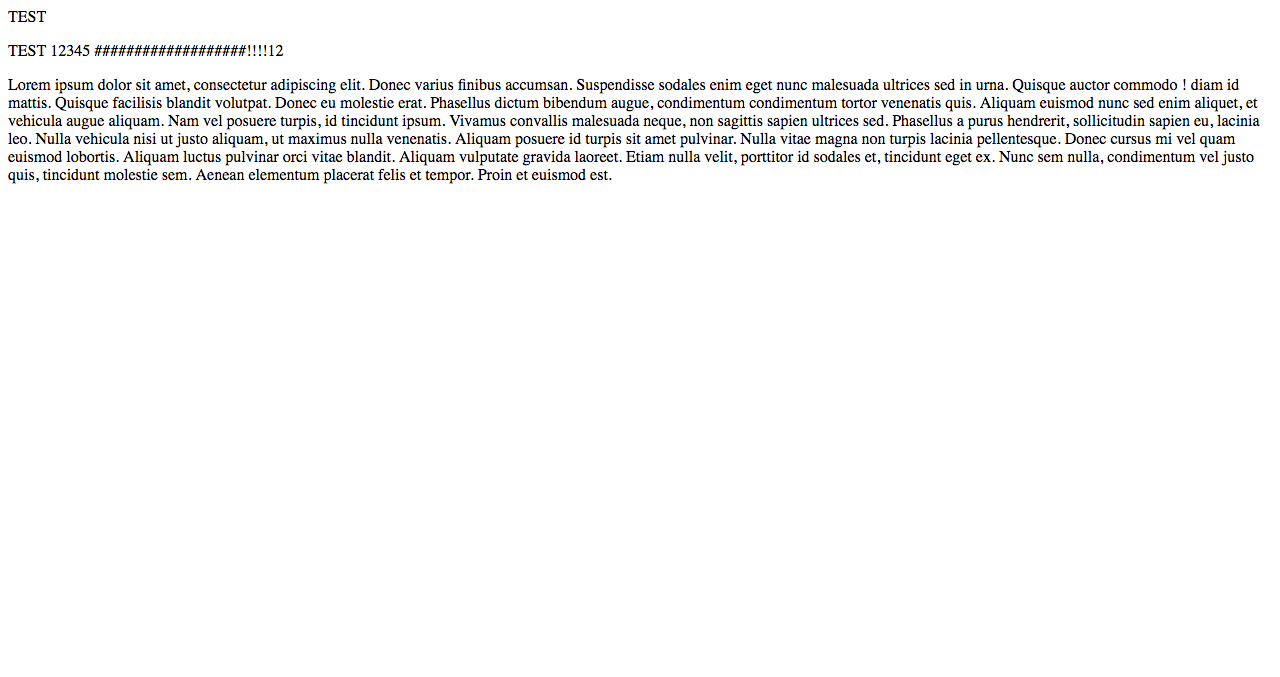 TEST
TEST 12345 ###################!!!!12
Lorem ipsum dolor sit amet, consectetur adipiscing elit. Donec varius finibus accumsan. Suspendisse sodales enim eget nunc malesuada ultrices sed in urna. Quisque auctor commodo ! diam id
mattis. Quisque facilisis blandit volutpat. Donec eu molestie erat. Phasellus dictum bibendum augue, condimentum condimentum tortor venenatis quis. Aliquam euismod nunc sed enim aliquet, et
vehicula augue aliquam. Nam vel posuere turpis, id tincidunt ipsum. Vivamus convallis malesuada neque, non sagittis sapien ultrices sed. Phasellus a purus hendrerit, sollicitudin sapien eu, lacinia
leo. Nulla vehicula nisi ut justo aliquam, ut maximus nulla venenatis. Aliquam posuere id turpis sit amet pulvinar. Nulla vitae magna non turpis lacinia pellentesque. Donec cursus mi vel quam
euismod lobortis. Aliquam luctus pulvinar orci vitae blandit. Aliquam vulputate gravida laoreet. Etiam nulla velit, porttitor id sodales et, tincidunt eget ex. Nunc sem nulla, condimentum vel justo
quis, tincidunt molestie sem. Aenean elementum placerat felis et tempor. Proin et euismod est.